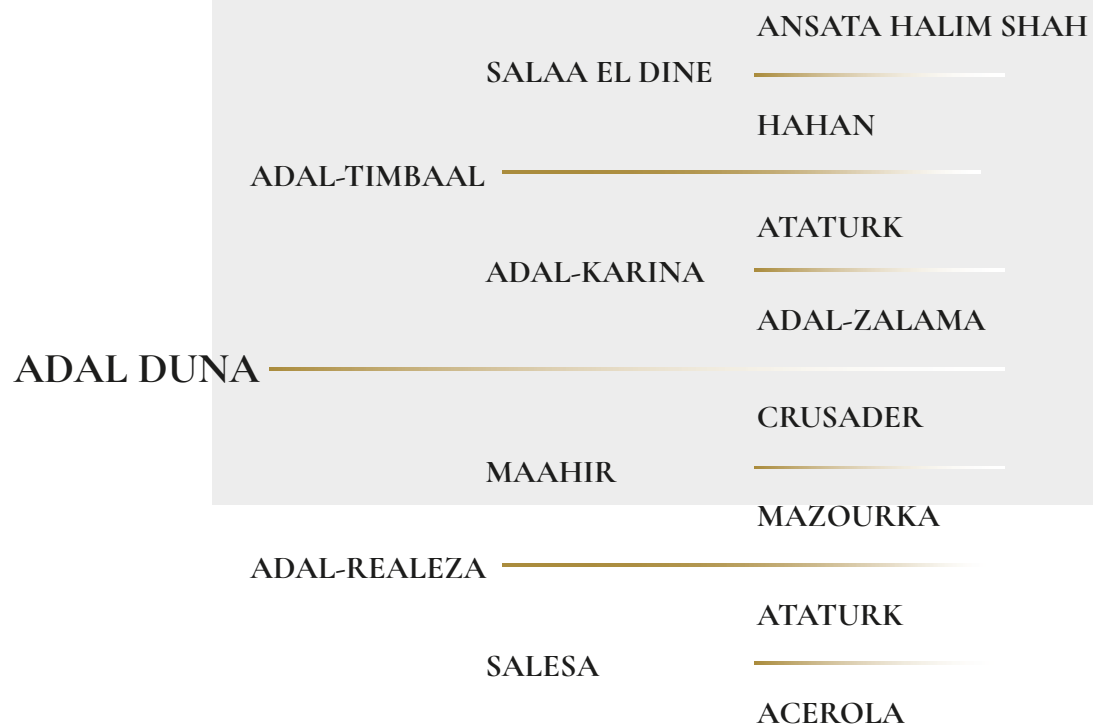 ANSATA HALIM SHAH
SALAA EL DINE
HAHAN
ADAL-TIMBAAL
ATATURK
ADAL-KARINA
ADAL-ZALAMA
ADAL DUNA
CRUSADER
MAAHIR
MAZOURKA
ADAL-REALEZA
ATATURK
SALESA
ACEROLA